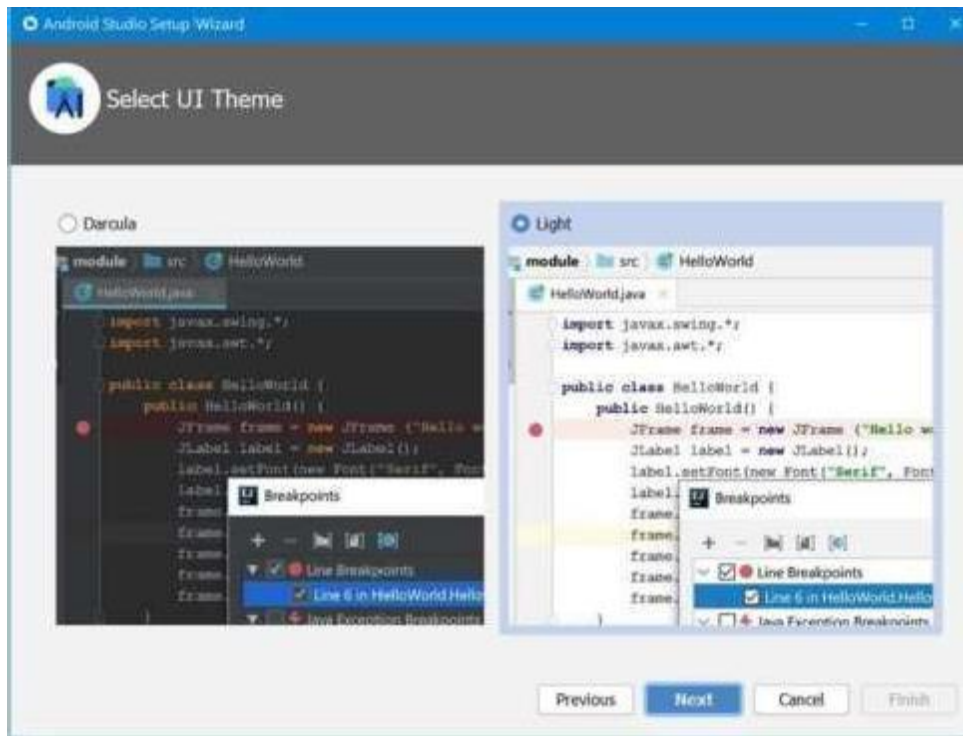 Android Studio Setup Wizard
Select UI Theme
Darcula
module src HelloWorld
HelloWorld.java
import javax.swing.*;
import javax.awt.*;
public class HelloWorld {
public HelloWorld() {
JFrame frame = new JFrame ("Hello w
JLabel label = new JLabel();
label.setFont(new Font("Serif", Fon
label.
frame.
frame.
frame.
frame.
frame.
Breakpoints
Line Breakpoints
Line 6 in HelloWorld.Hello
Java Exception Breakpoints
}
Light
module src HelloWorld
HelloWorld.java
import javax.swing.*;
import javax.awt.*;
public class HelloWorld {
public HelloWorld() {
JFrame frame = new JFrame ("Hello w
JLabel label = new JLabel();
label.setFont(new Font("Serif", Font
label.
frame.
frame.
frame.
frame.
frame.
Breakpoints
Line Breakpoints
Line 6 in HelloWorld.Hello
Java Exception Breakpoints
}
Previous Next Cancel Finish